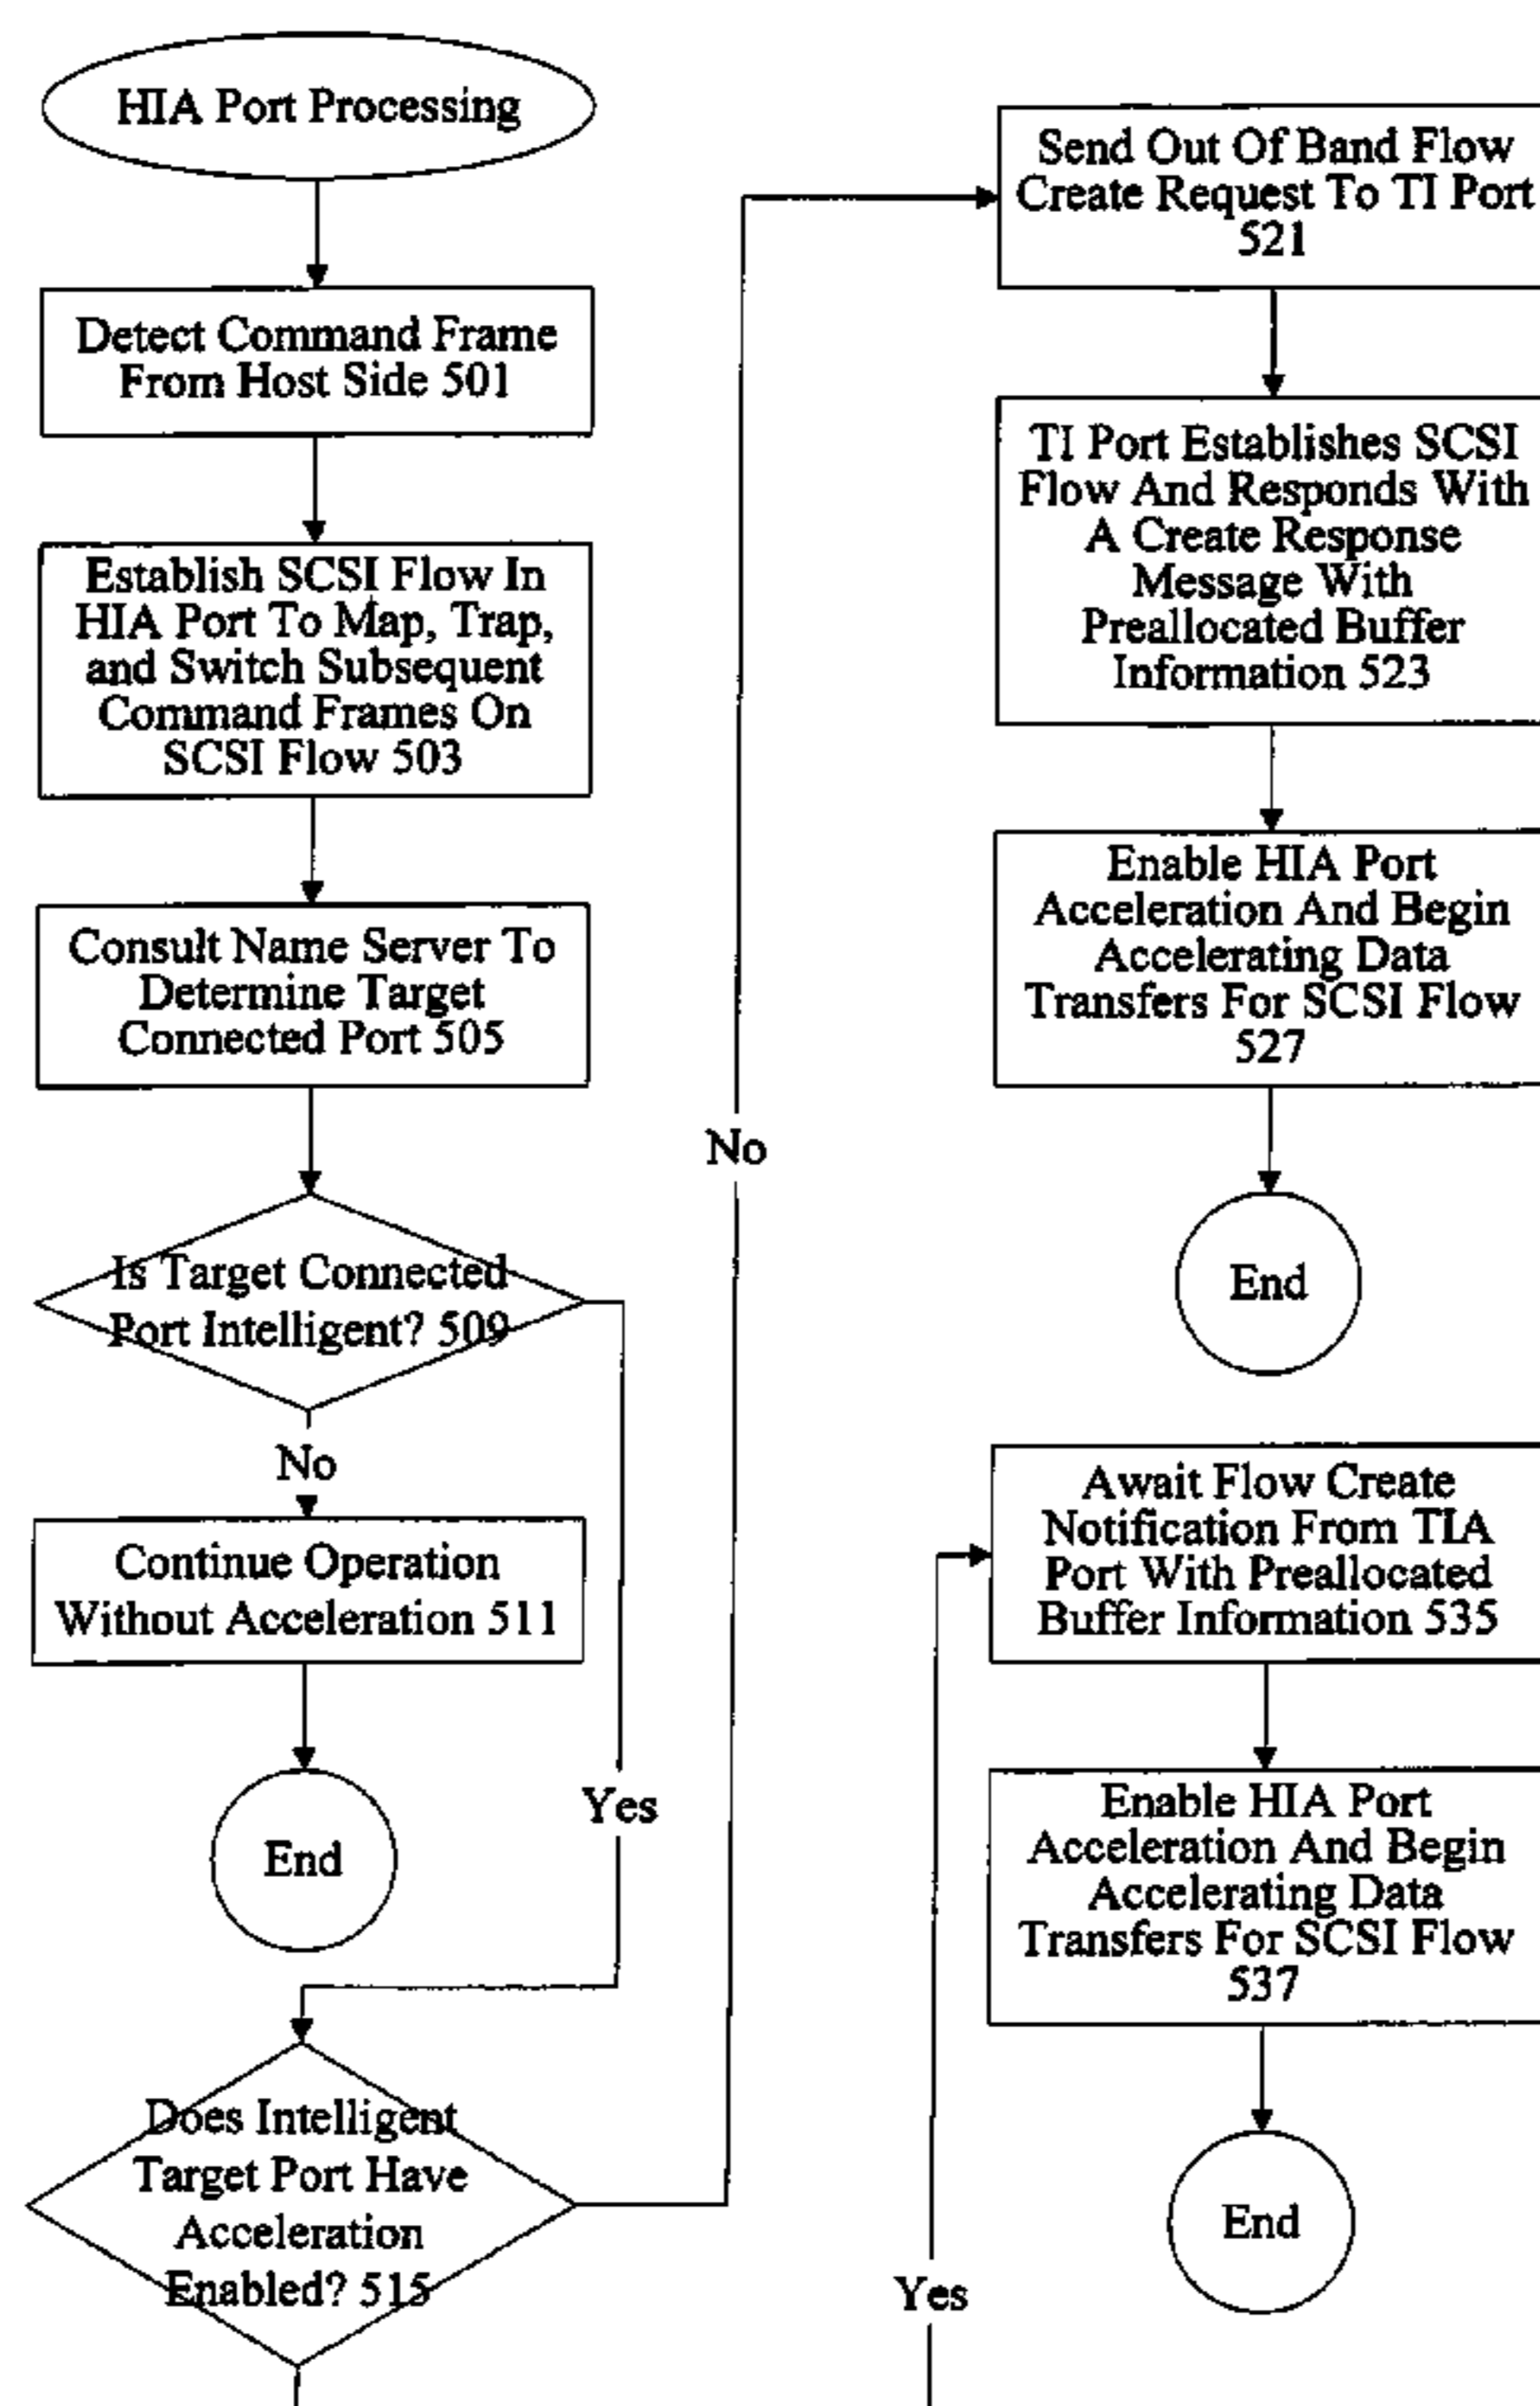 HIA Port Processing
Detect Command Frame
From Host Side 501
Establish SCSI Flow In
HIA Port To Map, Trap,
and Switch Subsequent
Command Frames On
SCSI Flow 503
Consult Name Server To
Determine Target
Connected Port 505
Is Target Connected
Port Intelligent? 509
No
Continue Operation
Without Acceleration 511
End
Yes
Does Intelligent
Target Port Have
Acceleration
Enabled? 515
No
Send Out Of Band Flow
Create Request To TI Port
521
TI Port Establishes SCSI
Flow And Responds With
A Create Response
Message With
Preallocated Buffer
Information 523
Enable HIA Port
Acceleration And Begin
Accelerating Data
Transfers For SCSI Flow
527
End
Yes
Await Flow Create
Notification From TIA
Port With Preallocated
Buffer Information 535
Enable HIA Port
Acceleration And Begin
Accelerating Data
Transfers For SCSI Flow
537
End